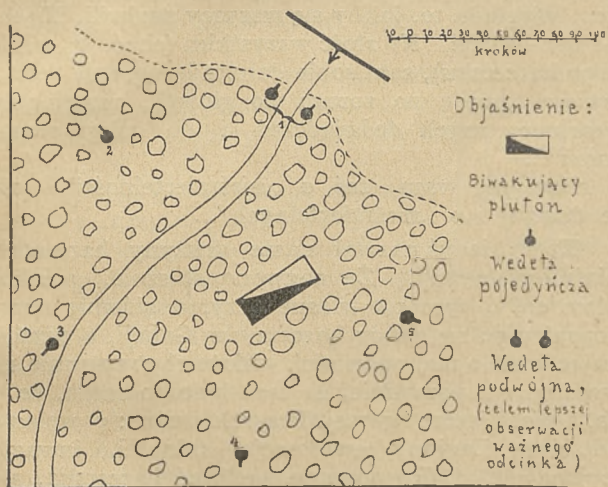 10 0 10 20 30 40 50 60 70 80 90 100
kroków
Objaśnienie:
Biwakujący
pluton
Wedeta
pojedyńcza
Wedeta
podwójna,
(celem lepszej
obserwacji
ważnego
odcinka)
1
2
3
4
5